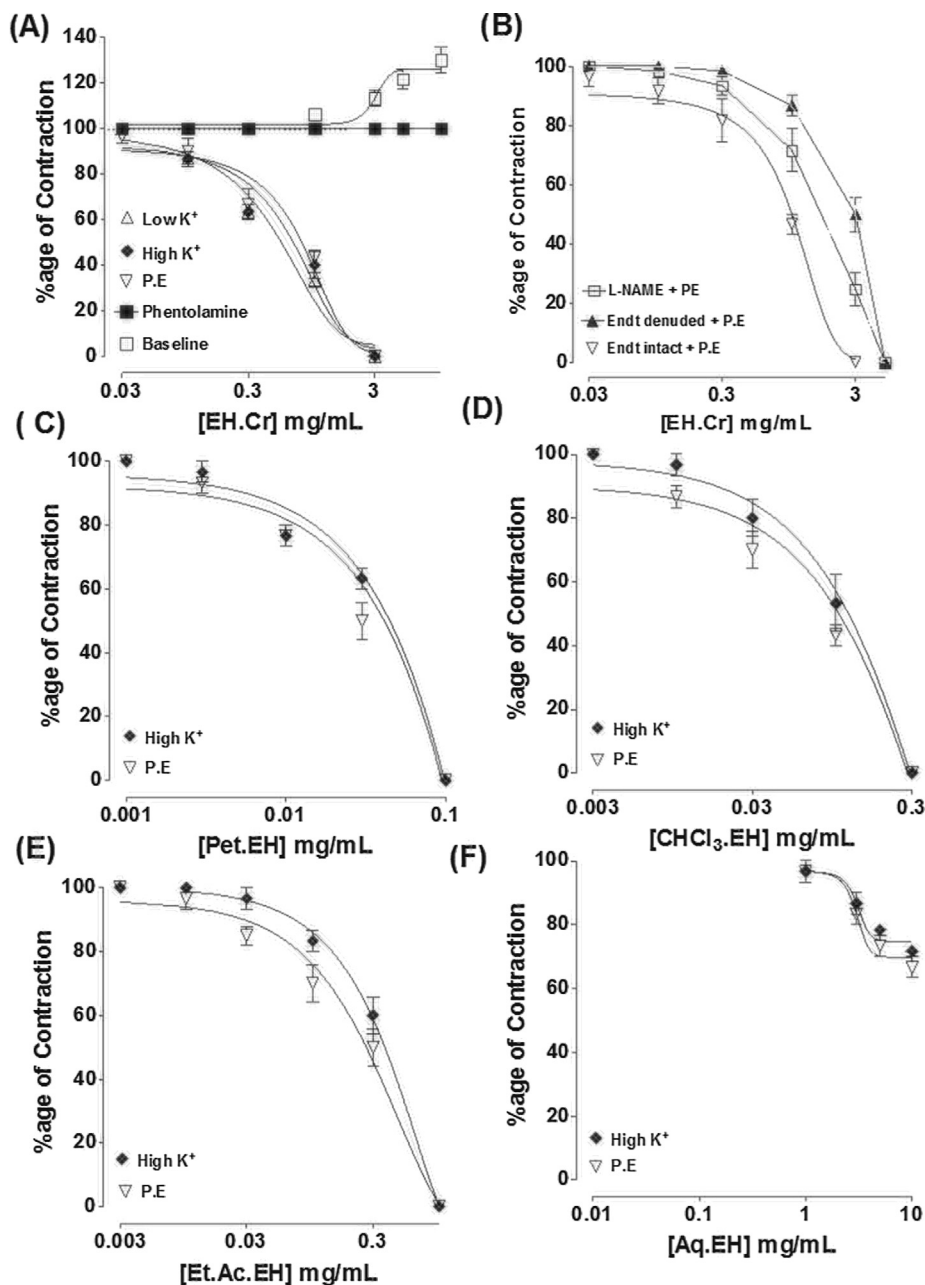 (A)
%age of Contraction
140
120
100
80
60
40
20
0
Low K⁺
High K⁺
P.E
Phentolamine
Baseline
0.03
0.3
3
[EH.Cr] mg/mL
(B)
%age of Contraction
100
80
60
40
20
0
L-NAME + PE
Endt denuded + P.E
Endt intact + P.E
0.03
0.3
3
[EH.Cr] mg/mL
( C)
%age of Contraction
100
80
60
40
20
0
High K⁺
P.E
0.001
0.01
0.1
[Pet.EH] mg/mL
(D)
%age of Contraction
100
80
60
40
20
0
High K⁺
P.E
0.003
0.03
0.3
[CHCl₃.EH] mg/mL
(E)
%age of Contraction
100
80
60
40
20
0
High K⁺
P.E
0.003
0.03
0.3
[Et.Ac.EH] mg/mL
(F)
%age of Contraction
100
80
60
40
20
0
High K⁺
P.E
0.01
0.1
1
10
[Aq.EH] mg/mL